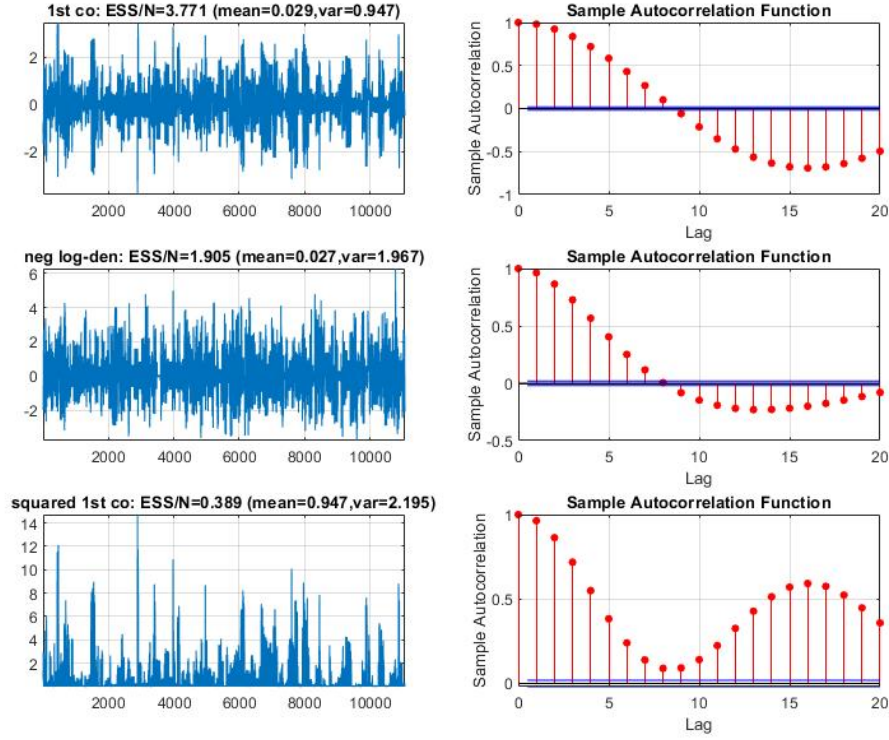 1st co: ESS/N=3.771 (mean=0.029,var=0.947)
2
0
-2
2000 4000 6000 8000 10000
Sample Autocorrelation Function
Sample Autocorrelation
1
0.5
0
-0.5
-1
0 5 10 15 20
Lag
neg log-den: ESS/N=1.905 (mean=0.027,var=1.967)
6
4
2
0
-2
2000 4000 6000 8000 10000
Sample Autocorrelation Function
Sample Autocorrelation
1
0.5
0
-0.5
0 5 10 15 20
Lag
squared 1st co: ESS/N=0.389 (mean=0.947,var=2.195)
14
12
10
8
6
4
2
2000 4000 6000 8000 10000
Sample Autocorrelation Function
Sample Autocorrelation
1
0.5
0
0 5 10 15 20
Lag